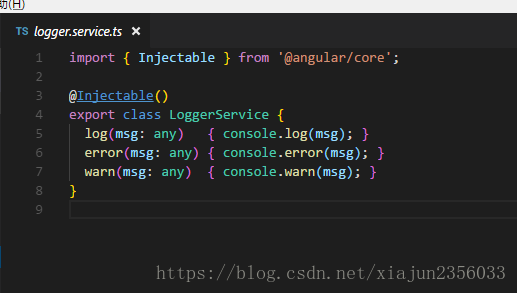 助(H)
TS logger.service.ts ×
1 import { Injectable } from '@angular/core';
2
3 @Injectable()
4 export class LoggerService {
5   log(msg: any)   { console.log(msg); }
6   error(msg: any) { console.error(msg); }
7   warn(msg: any)  { console.warn(msg); }
8 }
9
https://blog.csdn.net/xiajun2356033